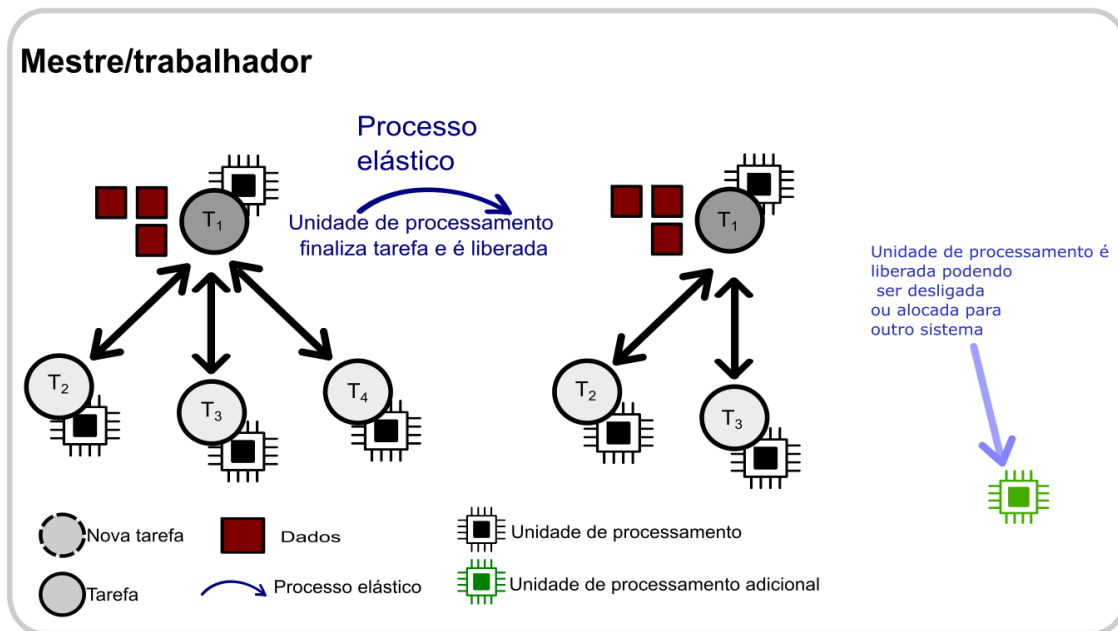 Mestre/trabalhador
Processo
elástico
Unidade de processamento
finaliza tarefa e é liberada
T1
T2
T3
T4
T1
T2
T3
Unidade de processamento é
liberada podendo
ser desligada
ou alocada para
outro sistema
Nova tarefa
Dados
Unidade de processamento
Tarefa
Processo elástico
Unidade de processamento adicional